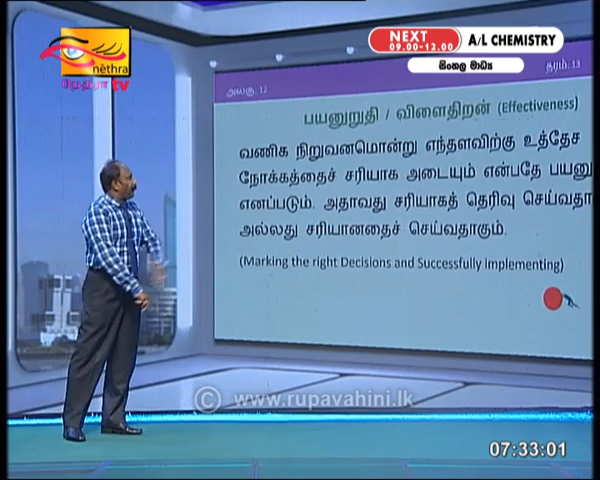 NEXT
09.00-12.00
A/L CHEMISTRY
සිංහල මාධ්‍ය
nēthra
நேத்ரா tv
அலகு: 12
தரம்: 13
பயனுறுதி / விளைதிறன் (Effectiveness)
வணிக நிறுவனமொன்று எந்தளவிற்கு உத்தேச
நோக்கத்தைச் சரியாக அடையும் என்பதே பயனு
எனப்படும். அதாவது சரியாகத் தெரிவு செய்வதா
அல்லது சரியானதைச் செய்வதாகும்.
(Marking the right Decisions and Successfully implementing)
© www.rupavahini.lk
07:33:01